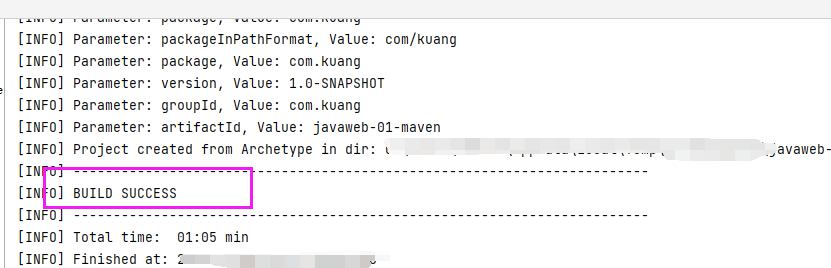 [INFO] Parameter: package, Value: com.kuang
[INFO] Parameter: packageInPathFormat, Value: com/kuang
[INFO] Parameter: package, Value: com.kuang
[INFO] Parameter: version, Value: 1.0-SNAPSHOT
[INFO] Parameter: groupId, Value: com.kuang
[INFO] Parameter: artifactId, Value: javaweb-01-maven
[INFO] Project created from Archetype in dir: javaweb-
[INFO] ------------------------------------------------------------------------
[INFO] BUILD SUCCESS
[INFO] ------------------------------------------------------------------------
[INFO] Total time:  01:05 min
[INFO] Finished at: 2